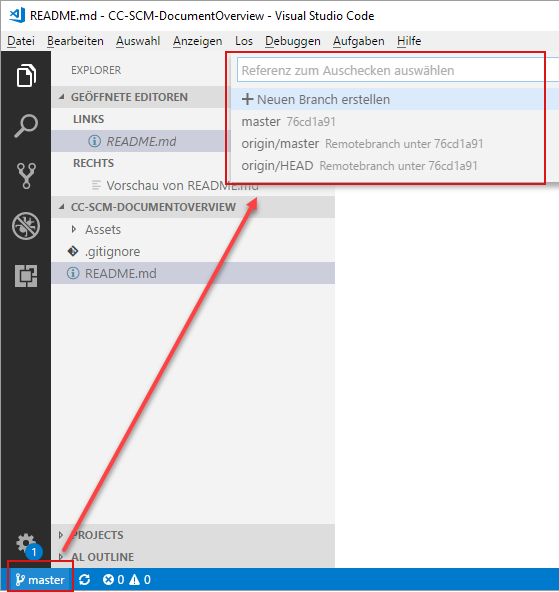 README.md - CC-SCM-DocumentOverview - Visual Studio Code
Datei Bearbeiten Auswahl Anzeigen Los Debuggen Aufgaben Hilfe
EXPLORER
GEÖFFNETE EDITOREN
LINKS
README.md
RECHTS
Vorschau von README.md
CC-SCM-DOCUMENTOVERVIEW
Assets
.gitignore
README.md
Referenz zum Auschecken auswählen
Neuen Branch erstellen
master 76cd1a91
origin/master Remotebranch unter 76cd1a91
origin/HEAD Remotebranch unter 76cd1a91
PROJECTS
AL OUTLINE
1
master 0 0